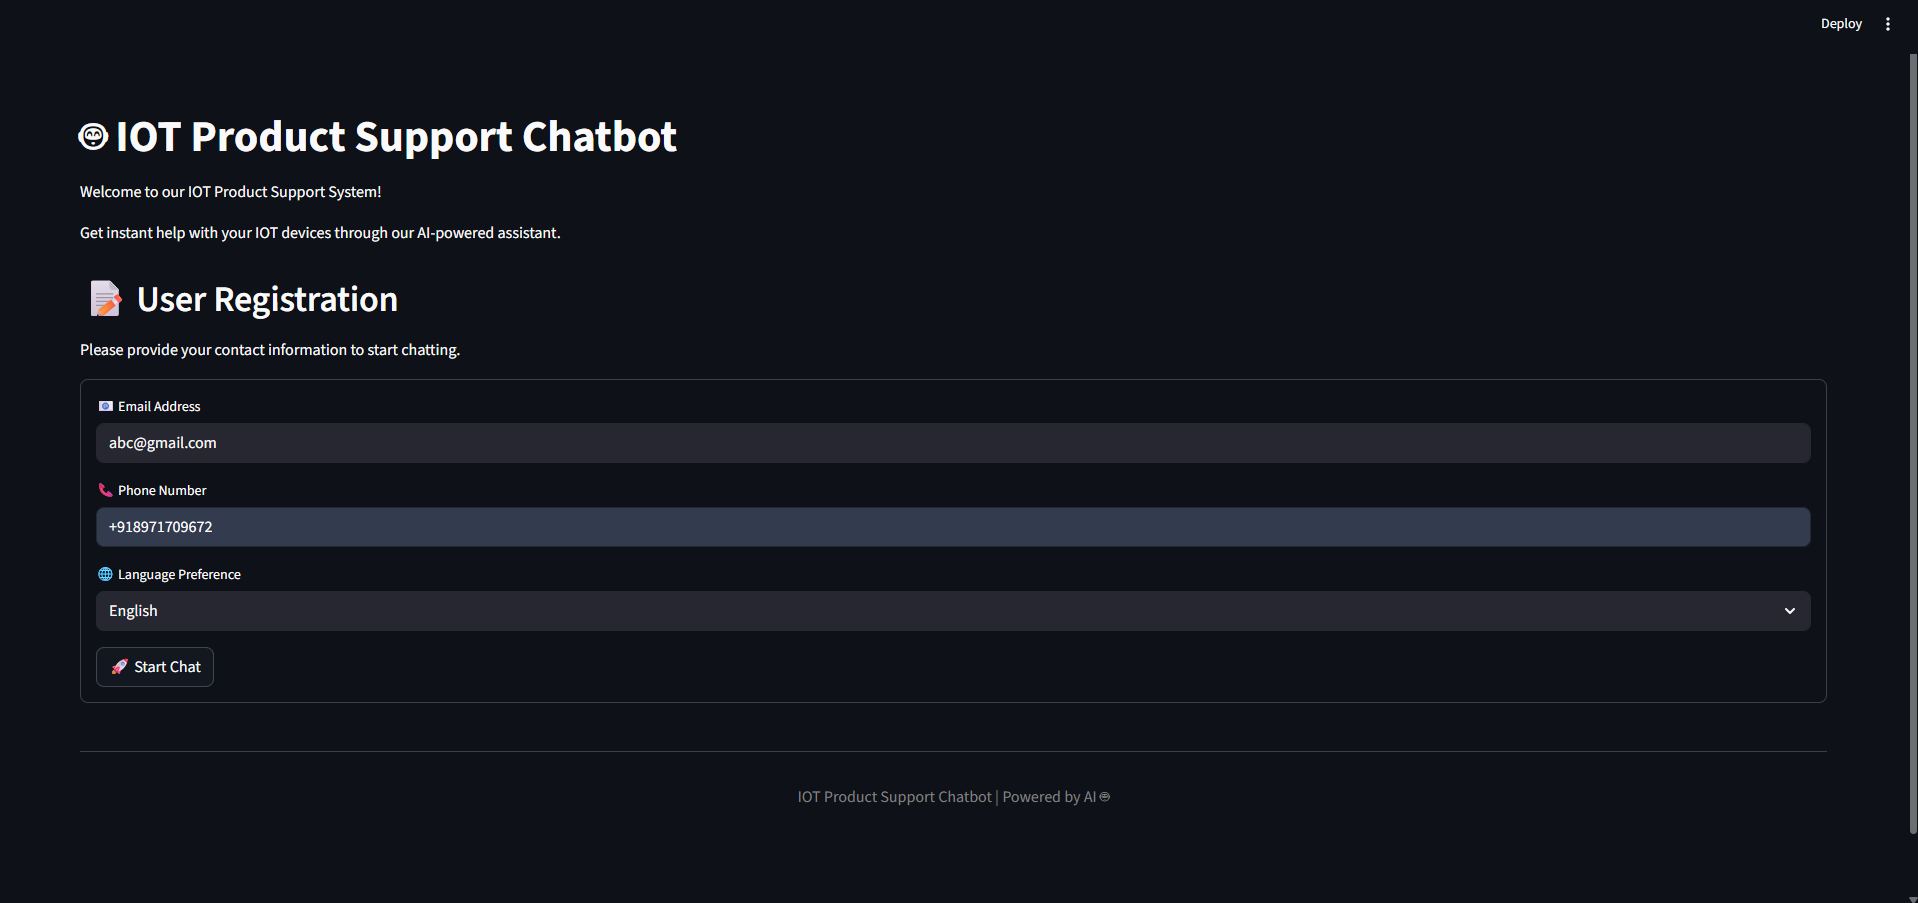 Deploy
IOT Product Support Chatbot
Welcome to our IOT Product Support System!
Get instant help with your IOT devices through our AI-powered assistant.
User Registration
Please provide your contact information to start chatting.
Email Address
abc@gmail.com
Phone Number
+918971709672
Language Preference
English
Start Chat
IOT Product Support Chatbot | Powered by AI